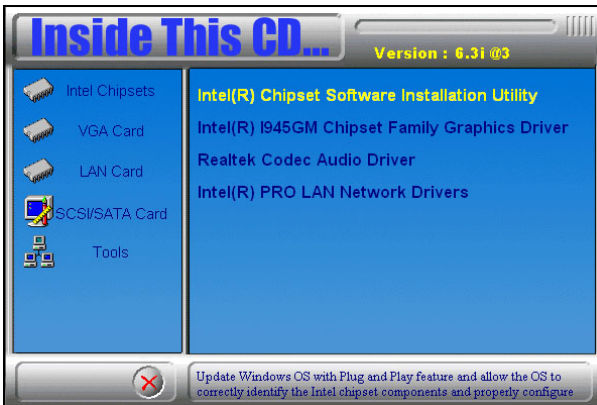 Inside This CD...
Version : 6.3i @3
Intel Chipsets
VGA Card
LAN Card
SCSI/SATA Card
Tools
Intel(R) Chipset Software Installation Utility
Intel(R) I945GM Chipset Family Graphics Driver
Realtek Codec Audio Driver
Intel(R) PRO LAN Network Drivers
Update Windows OS with Plug and Play feature and allow the OS to
correctly identify the Intel chipset components and properly configure